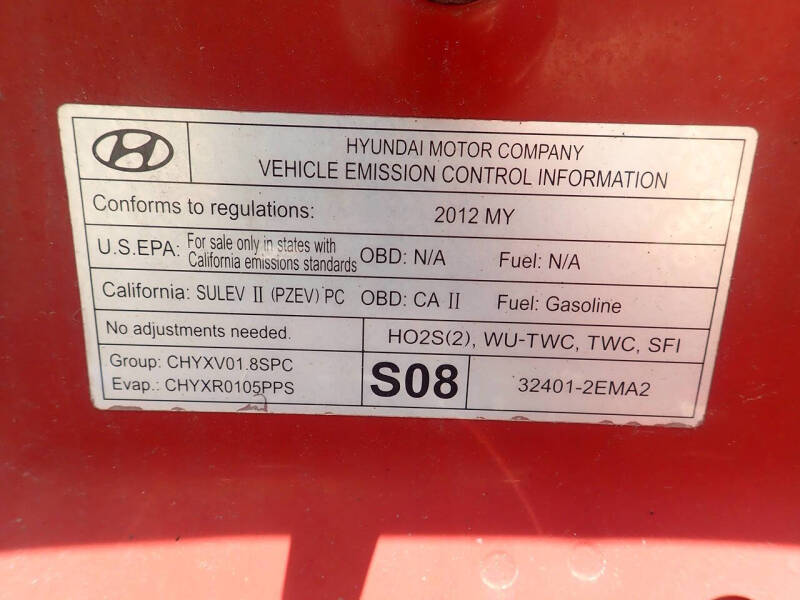 HYUNDAI MOTOR COMPANY
VEHICLE EMISSION CONTROL INFORMATION
Conforms to regulations: 2012 MY
U.S.EPA: For sale only in states with California emissions standards OBD: N/A Fuel: N/A
California: SULEV II (PZEV) PC OBD: CA II Fuel: Gasoline
No adjustments needed. HO2S(2), WU-TWC, TWC, SFI
Group: CHYXV01.8SPC
Evap.: CHYXR0105PPS
S08
32401-2EMA2